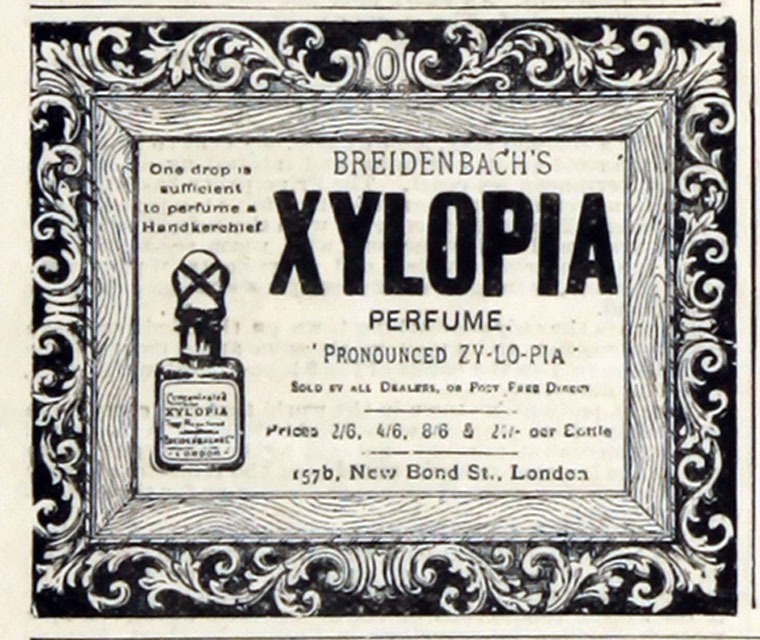 One drop is
sufficient
to perfume a
Handkerchief
BREIDENBACH'S
XYLOPIA
PERFUME.
"PRONOUNCED ZY-LO-PIA"
SOLD BY ALL DEALERS, OR POST FREE DIRECT
Prices 2/6, 4/6, 8/6 & per Bottle
157b, New Bond St., London
Concentrated
XYLOPIA
BREIDENBACH & Co
LONDON